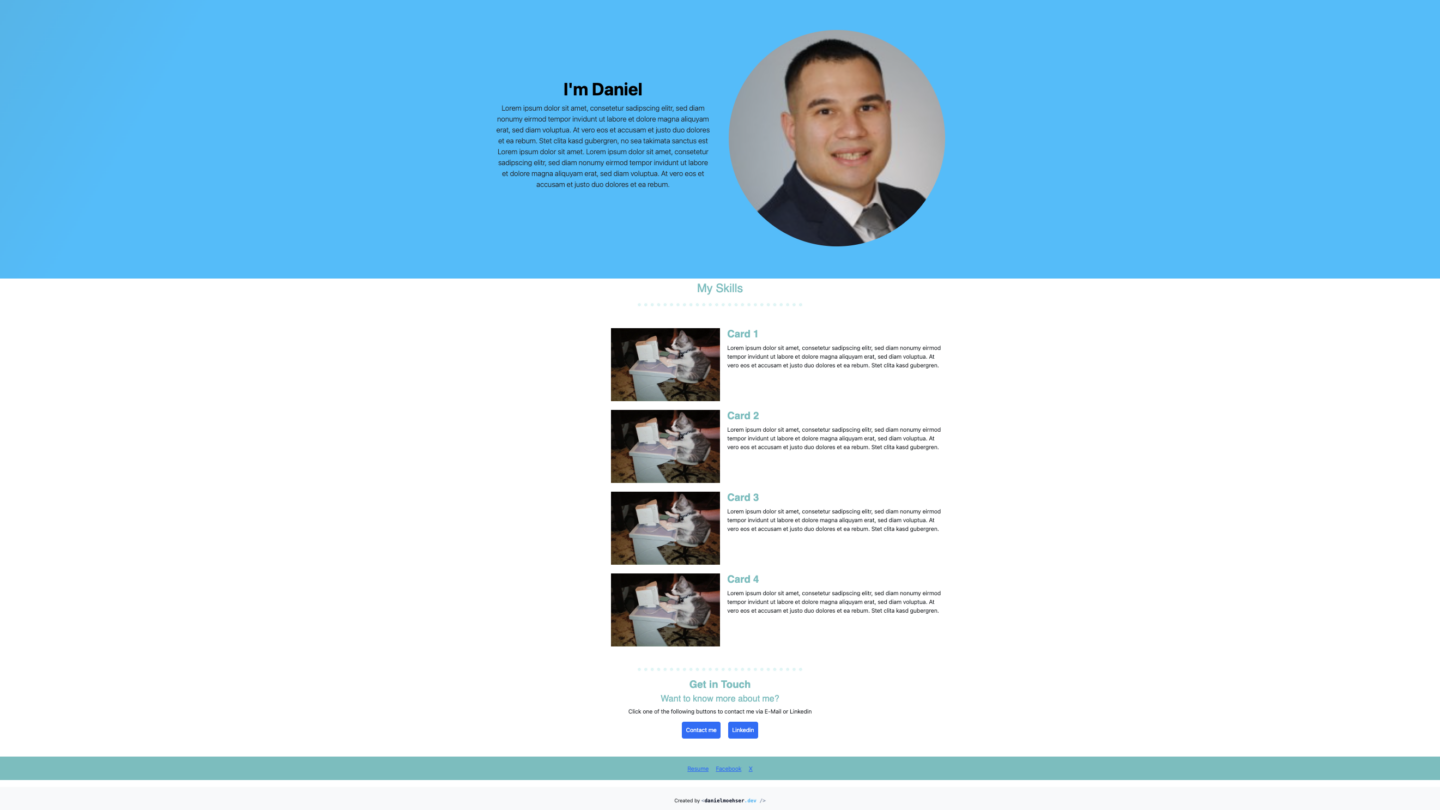 I'm Daniel
Lorem ipsum dolor sit amet, consetetur sadipscing elitr, sed diam
nonumy eirmod tempor invidunt ut labore et dolore magna aliquyam
erat, sed diam voluptua. At vero eos et accusam et justo duo dolores
et ea rebum. Stet clita kasd gubergren, no sea takimata sanctus est
Lorem ipsum dolor sit amet. Lorem ipsum dolor sit amet, consetetur
sadipscing elitr, sed diam nonumy eirmod tempor invidunt ut labore
et dolore magna aliquyam erat, sed diam voluptua. At vero eos et
accusam et justo duo dolores et ea rebum.
My Skills
Card 1
Lorem ipsum dolor sit amet, consetetur sadipscing elitr, sed diam nonumy eirmod
tempor invidunt ut labore et dolore magna aliquyam erat, sed diam voluptua. At
vero eos et accusam et justo duo dolores et ea rebum. Stet clita kasd gubergren.
Card 2
Lorem ipsum dolor sit amet, consetetur sadipscing elitr, sed diam nonumy eirmod
tempor invidunt ut labore et dolore magna aliquyam erat, sed diam voluptua. At
vero eos et accusam et justo duo dolores et ea rebum. Stet clita kasd gubergren.
Card 3
Lorem ipsum dolor sit amet, consetetur sadipscing elitr, sed diam nonumy eirmod
tempor invidunt ut labore et dolore magna aliquyam erat, sed diam voluptua. At
vero eos et accusam et justo duo dolores et ea rebum. Stet clita kasd gubergren.
Card 4
Lorem ipsum dolor sit amet, consetetur sadipscing elitr, sed diam nonumy eirmod
tempor invidunt ut labore et dolore magna aliquyam erat, sed diam voluptua. At
vero eos et accusam et justo duo dolores et ea rebum. Stet clita kasd gubergren.
Get in Touch
Want to know more about me?
Click one of the following buttons to contact me via E-Mail or Linkedin
Contact me Linkedin
Resume Facebook X
Created by <danielmoehser.dev />